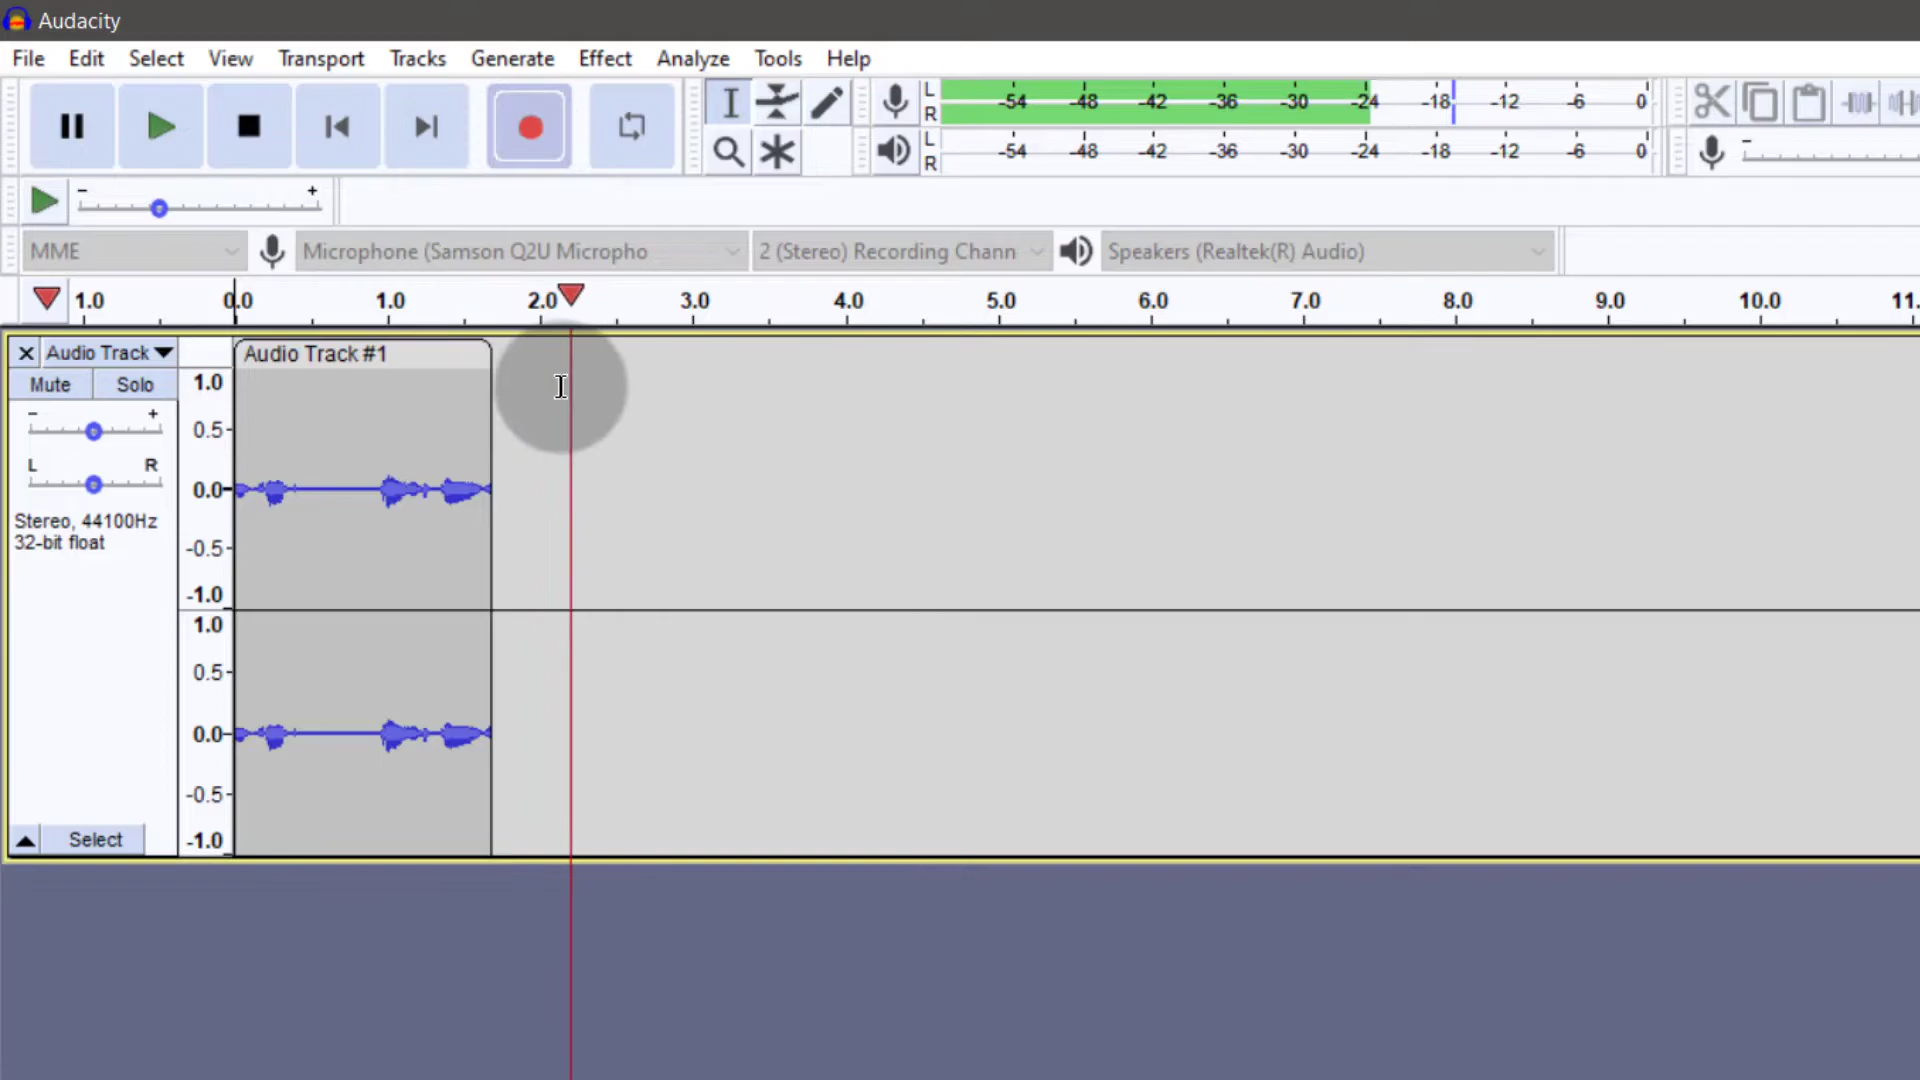 Audacity
File Edit Select View Transport Tracks Generate Effect Analyze Tools Help
L
R
-54 -48 -42 -36 -30 -24 -18 -12 -6 0
L
R
-54 -48 -42 -36 -30 -24 -18 -12 -6 0
-
- +
MME Microphone (Samson Q2U Micropho 2 (Stereo) Recording Chann Speakers (Realtek(R) Audio)
1.0 0.0 1.0 2.0 3.0 4.0 5.0 6.0 7.0 8.0 9.0 10.0 11.
× Audio Track Audio Track #1
Mute Solo
- +
L R
Stereo, 44100Hz
32-bit float
Select
1.0
0.5-
0.0-
-0.5-
-1.0
1.0
0.5-
0.0-
-0.5-
-1.0